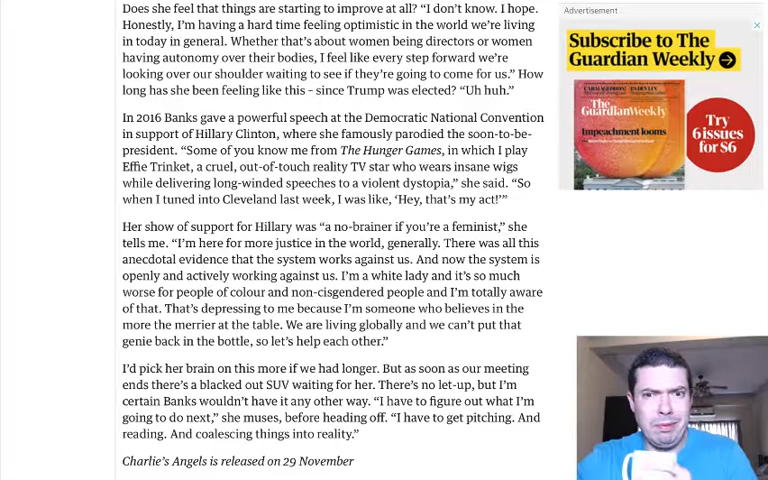 Does she feel that things are starting to improve at all? “I don’t know. I hope.
Honestly, I’m having a hard time feeling optimistic in the world we’re living
in today in general. Whether that’s about women being directors or women
having autonomy over their bodies, I feel like every step forward we’re
looking over our shoulder waiting to see if they’re going to come for us.” How
long has she been feeling like this – since Trump was elected? “Uh huh.”
In 2016 Banks gave a powerful speech at the Democratic National Convention
in support of Hillary Clinton, where she famously parodied the soon-to-be-
president. “Some of you know me from The Hunger Games, in which I play
Effie Trinket, a cruel, out-of-touch reality TV star who wears insane wigs
while delivering long-winded speeches to a violent dystopia,” she said. “So
when I tuned into Cleveland last week, I was like, ‘Hey, that’s my act!’”
Her show of support for Hillary was “a no-brainer if you’re a feminist,” she
tells me. “I’m here for more justice in the world, generally. There was all this
anecdotal evidence that the system works against us. And now the system is
openly and actively working against us. I’m a white lady and it’s so much
worse for people of colour and non-cisgendered people and I’m totally aware
of that. That’s depressing to me because I’m someone who believes in the
more the merrier at the table. We are living globally and we can’t put that
genie back in the bottle, so let’s help each other.”
I’d pick her brain on this more if we had longer. But as soon as our meeting
ends there’s a blacked out SUV waiting for her. There’s no let-up, but I’m
certain Banks wouldn’t have it any other way. “I have to figure out what I’m
going to do next,” she muses, before heading off. “I have to get pitching. And
reading. And coalescing things into reality.”
Charlie’s Angels is released on 29 November
Advertisement
Subscribe to The
Guardian Weekly
The
GuardianWeekly
Impeachment looms
Try
6 issues
for $6